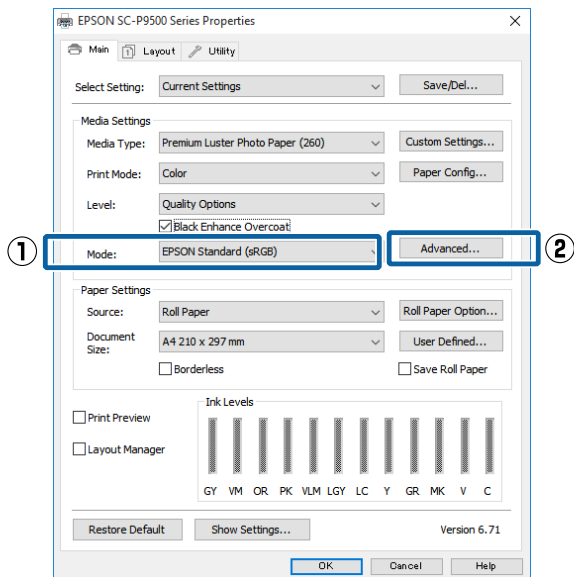 EPSON SC-P9500 Series Properties
Main Layout Utility
Select Setting: Current Settings Save/Del...
Media Settings
Media Type: Premium Luster Photo Paper (260) Custom Settings...
Print Mode: Color Paper Config...
Level: Quality Options
Black Enhance Overcoat
① Mode: EPSON Standard (sRGB) Advanced... ②
Paper Settings
Source: Roll Paper Roll Paper Option...
Document Size: A4 210 x 297 mm User Defined...
Borderless Save Roll Paper
Ink Levels
Print Preview
Layout Manager
GY VM OR PK VLM LGY LC Y GR MK V C
Restore Default Show Settings... Version 6.71
OK Cancel Help